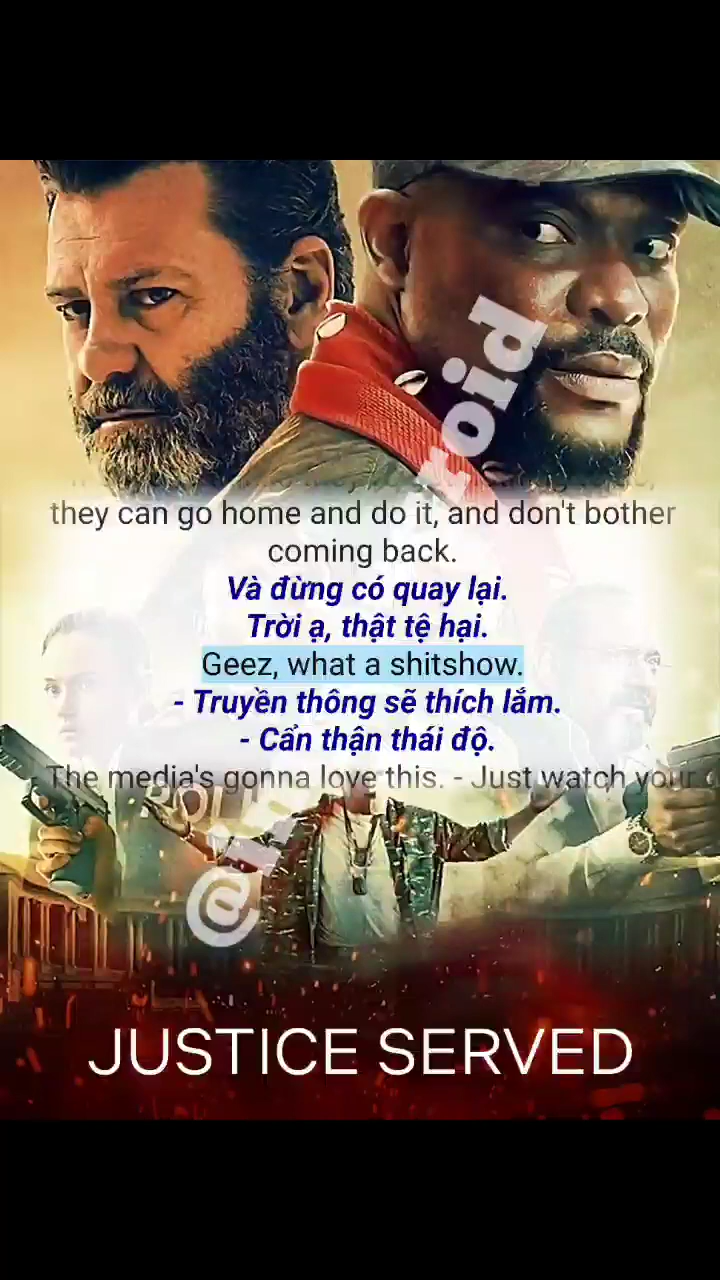 they can go home and do it, and don't bother
coming back.
Và đừng có quay lại.
Trời ạ, thật tệ hại.
Geez, what a shitshow.
- Truyền thông sẽ thích lắm.
- Cẩn thận thái độ.
- The media's gonna love this. - Just watch your
JUSTICE SERVED